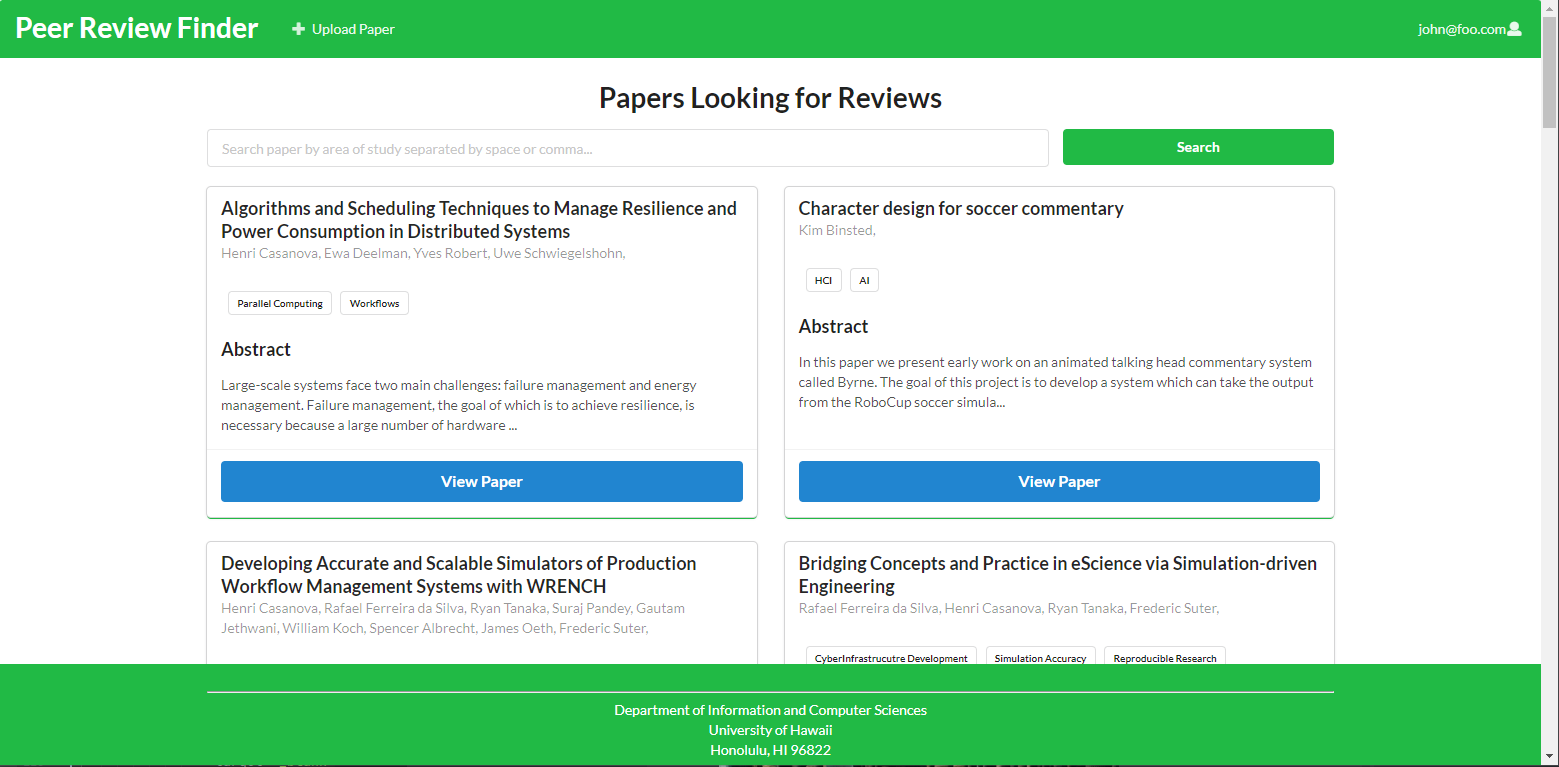 Peer Review Finder
Upload Paper
john@foo.com
Papers Looking for Reviews
Search paper by area of study separated by space or comma...
Search
Algorithms and Scheduling Techniques to Manage Resilience and
Power Consumption in Distributed Systems
Henri Casanova, Ewa Deelman, Yves Robert, Uwe Schwiegelshohn,
Parallel Computing
Workflows
Abstract
Large-scale systems face two main challenges: failure management and energy
management. Failure management, the goal of which is to achieve resilience, is
necessary because a large number of hardware ...
View Paper
Character design for soccer commentary
Kim Binsted,
HCI
AI
Abstract
In this paper we present early work on an animated talking head commentary system
called Byrne. The goal of this project is to develop a system which can take the output
from the RoboCup soccer simula...
View Paper
Developing Accurate and Scalable Simulators of Production
Workflow Management Systems with WRENCH
Henri Casanova, Rafael Ferreira da Silva, Ryan Tanaka, Suraj Pandey, Gautam
Jethwani, William Koch, Spencer Albrecht, James Oeth, Frederic Suter,
Bridging Concepts and Practice in eScience via Simulation-driven
Engineering
Rafael Ferreira da Silva, Henri Casanova, Ryan Tanaka, Frederic Suter,
CyberInfrastrucutre Development
Simulation Accuracy
Reproducible Research
Department of Information and Computer Sciences
University of Hawaii
Honolulu, HI 96822